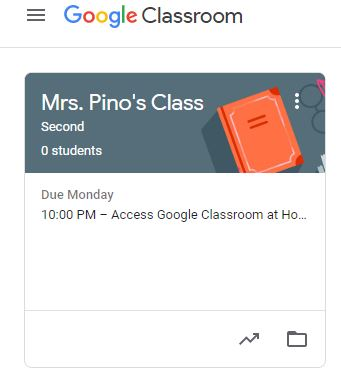 Google Classroom
Mrs. Pino's Class
Second
0 students
Due Monday
10:00 PM – Access Google Classroom at Ho...